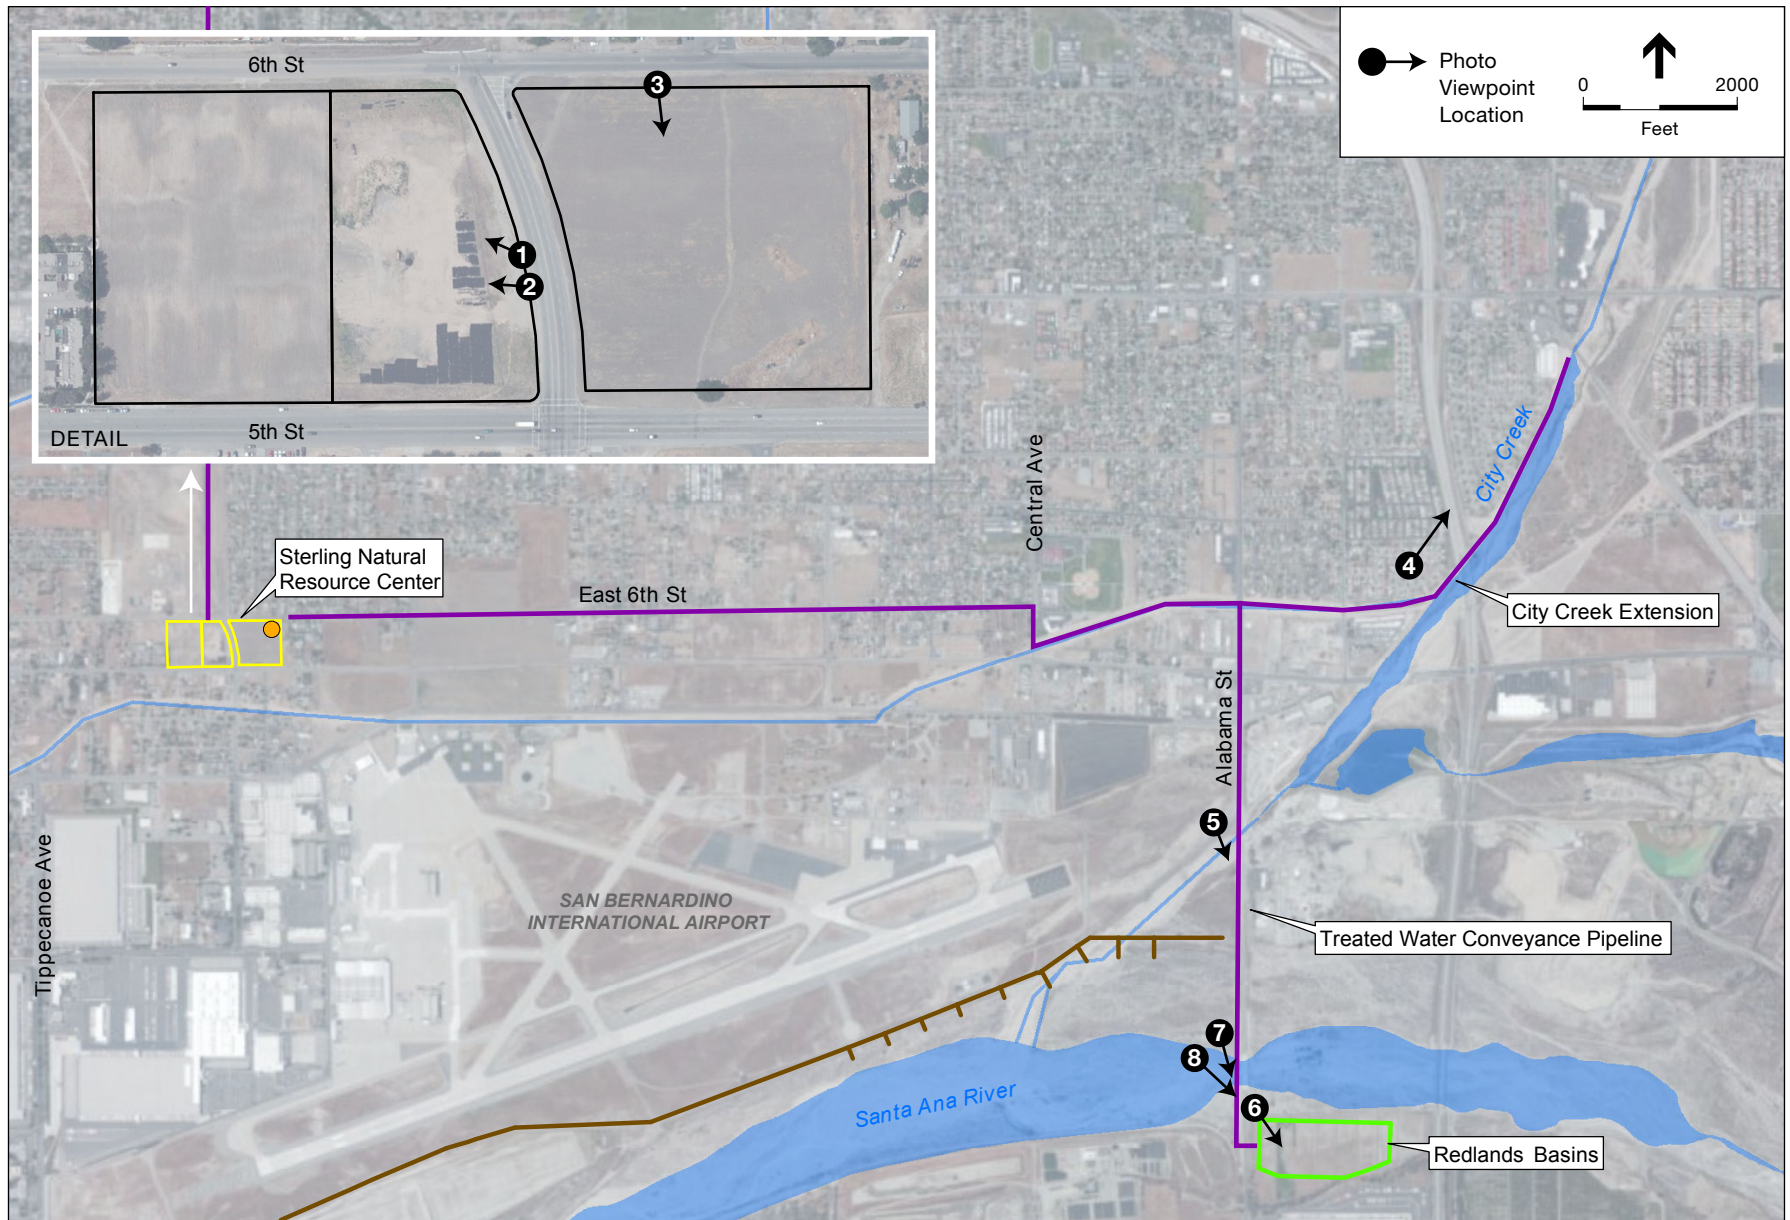 6th St
3
1
2
DETAIL
5th St
Photo
Viewpoint
Location
0
2000
Feet
Central Ave
City Creek
4
Sterling Natural
Resource Center
East 6th St
City Creek Extension
Alabama St
5
Tippecanoe Ave
SAN BERNARDINO
INTERNATIONAL AIRPORT
Treated Water Conveyance Pipeline
7
8
Santa Ana River
6
Redlands Basins